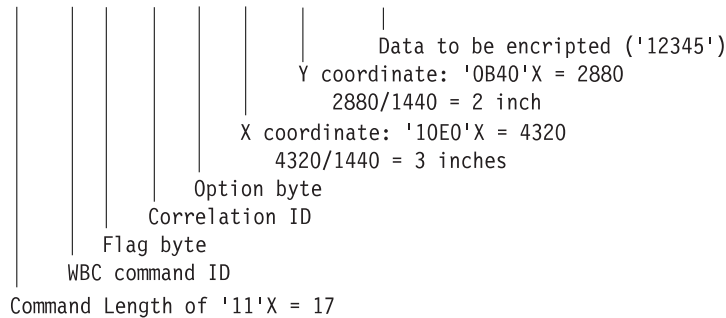 Data to be encripted ('12345')
Y coordinate: '0B40'X = 2880
2880/1440 = 2 inch
X coordinate: '10E0'X = 4320
4320/1440 = 3 inches
Option byte
Correlation ID
Flag byte
WBC command ID
Command Length of '11'X = 17